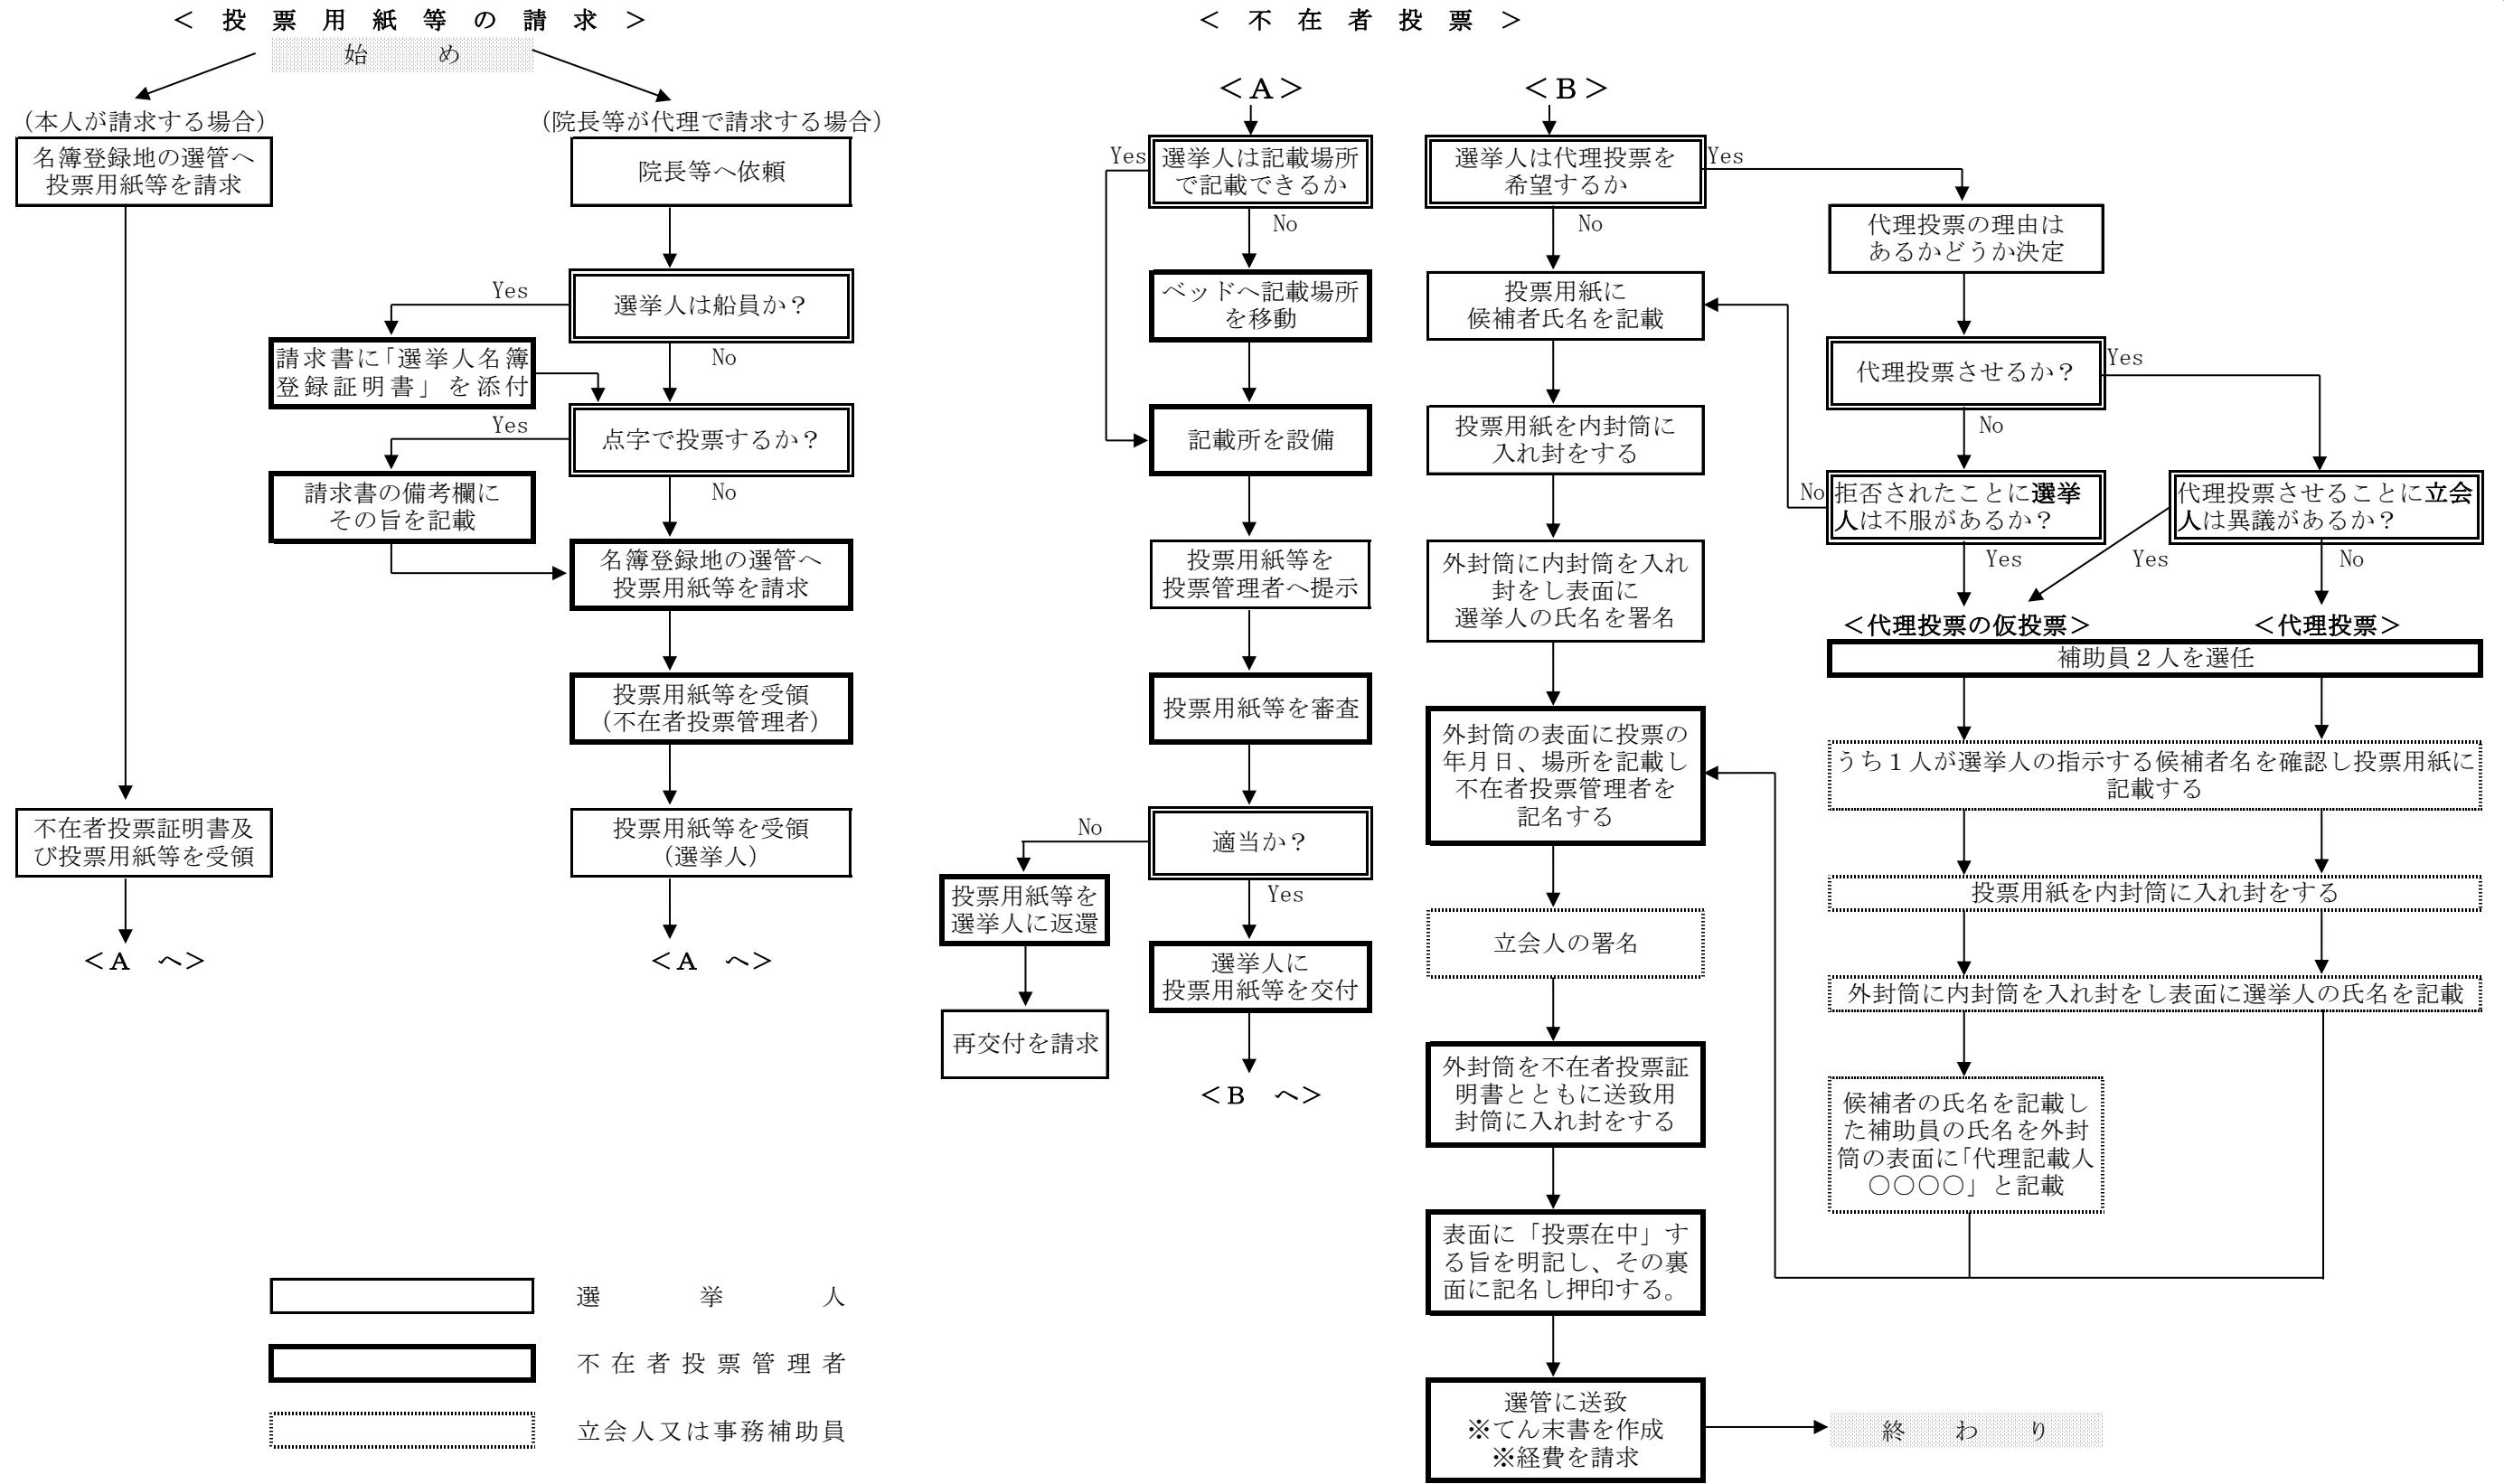 ＜　投　票　用　紙　等　の　請　求　＞
始　　　め
（本人が請求する場合）
名簿登録地の選管へ
投票用紙等を請求
不在者投票証明書及
び投票用紙等を受領
＜Ａ　へ＞
（院長等が代理で請求する場合）
院長等へ依頼
選挙人は船員か？
Yes
No
請求書に「選挙人名簿
登録証明書」を添付
点字で投票するか？
Yes
No
請求書の備考欄に
その旨を記載
名簿登録地の選管へ
投票用紙等を請求
投票用紙等を受領
（不在者投票管理者）
投票用紙等を受領
（選挙人）
＜Ａ　へ＞
選　　　挙　　　人
不在者投票管理者
立会人又は事務補助員
＜　不　在　者　投　票　＞
＜Ａ＞
選挙人は記載場所
で記載できるか
Yes
No
ベッドへ記載場所
を移動
記載所を設備
投票用紙等を
投票管理者へ提示
投票用紙等を審査
適当か？
No
Yes
投票用紙等を
選挙人に返還
再交付を請求
選挙人に
投票用紙等を交付
＜Ｂ　へ＞
＜Ｂ＞
選挙人は代理投票を
希望するか
Yes
No
投票用紙に
候補者氏名を記載
投票用紙を内封筒に
入れ封をする
外封筒に内封筒を入れ
封をし表面に
選挙人の氏名を署名
外封筒の表面に投票の
年月日、場所を記載し
不在者投票管理者を
記名する
立会人の署名
外封筒を不在者投票証
明書とともに送致用
封筒に入れ封をする
表面に「投票在中」す
る旨を明記し、その裏
面に記名し押印する。
選管に送致
※てん末書を作成
※経費を請求
終　　わ　　り
代理投票の理由は
あるかどうか決定
代理投票させるか？
Yes
No
拒否されたことに選挙
人は不服があるか？
No
Yes
代理投票させることに立会
人は異議があるか？
Yes
No
＜代理投票の仮投票＞
＜代理投票＞
補助員２人を選任
うち１人が選挙人の指示する候補者名を確認し投票用紙に
記載する
投票用紙を内封筒に入れ封をする
外封筒に内封筒を入れ封をし表面に選挙人の氏名を記載
候補者の氏名を記載し
た補助員の氏名を外封
筒の表面に「代理記載人
○○○○」と記載